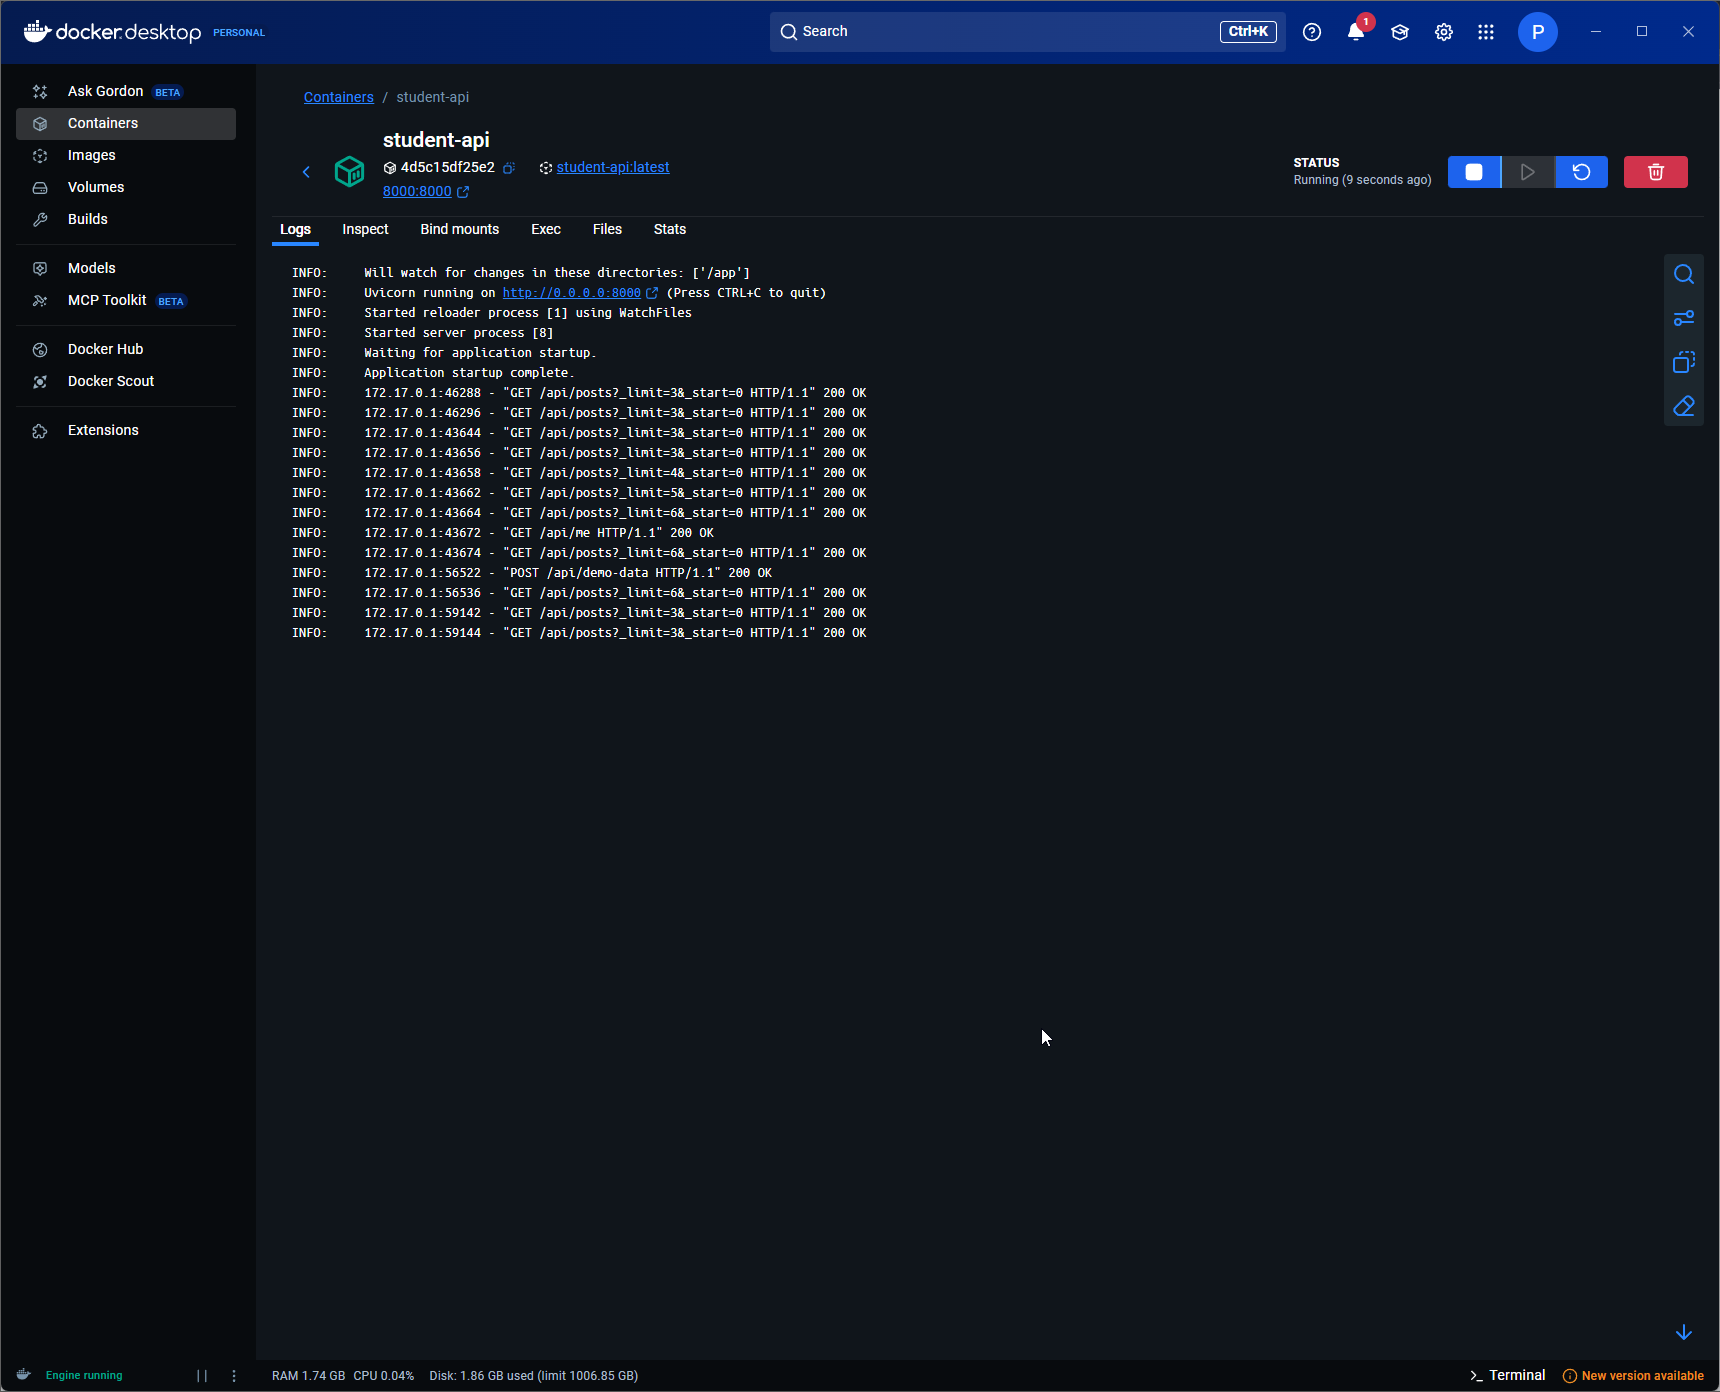 docker desktop PERSONAL
Search
Ctrl+K
1
P
Ask Gordon BETA
Containers
Images
Volumes
Builds
Models
MCP Toolkit BETA
Docker Hub
Docker Scout
Extensions
Containers / student-api
student-api
4d5c15df25e2 student-api:latest
8000:8000
STATUS
Running (9 seconds ago)
Logs Inspect Bind mounts Exec Files Stats
INFO: Will watch for changes in these directories: ['/app']
INFO: Uvicorn running on http://0.0.0.0:8000 (Press CTRL+C to quit)
INFO: Started reloader process [1] using WatchFiles
INFO: Started server process [8]
INFO: Waiting for application startup.
INFO: Application startup complete.
INFO: 172.17.0.1:46288 - "GET /api/posts?_limit=3&_start=0 HTTP/1.1" 200 OK
INFO: 172.17.0.1:46296 - "GET /api/posts?_limit=3&_start=0 HTTP/1.1" 200 OK
INFO: 172.17.0.1:43644 - "GET /api/posts?_limit=3&_start=0 HTTP/1.1" 200 OK
INFO: 172.17.0.1:43656 - "GET /api/posts?_limit=3&_start=0 HTTP/1.1" 200 OK
INFO: 172.17.0.1:43658 - "GET /api/posts?_limit=4&_start=0 HTTP/1.1" 200 OK
INFO: 172.17.0.1:43662 - "GET /api/posts?_limit=5&_start=0 HTTP/1.1" 200 OK
INFO: 172.17.0.1:43664 - "GET /api/posts?_limit=6&_start=0 HTTP/1.1" 200 OK
INFO: 172.17.0.1:43672 - "GET /api/me HTTP/1.1" 200 OK
INFO: 172.17.0.1:43674 - "GET /api/posts?_limit=6&_start=0 HTTP/1.1" 200 OK
INFO: 172.17.0.1:56522 - "POST /api/demo-data HTTP/1.1" 200 OK
INFO: 172.17.0.1:56536 - "GET /api/posts?_limit=6&_start=0 HTTP/1.1" 200 OK
INFO: 172.17.0.1:59142 - "GET /api/posts?_limit=3&_start=0 HTTP/1.1" 200 OK
INFO: 172.17.0.1:59144 - "GET /api/posts?_limit=3&_start=0 HTTP/1.1" 200 OK
Engine running
RAM 1.74 GB CPU 0.04% Disk: 1.86 GB used (limit 1006.85 GB)
Terminal
New version available